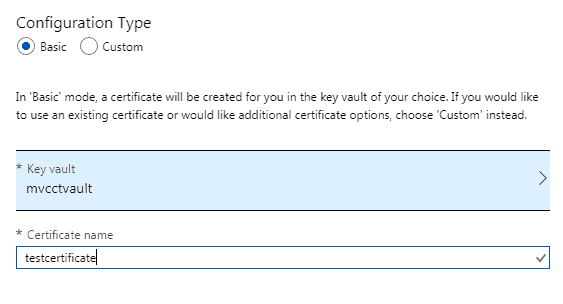 Configuration Type
Basic Custom
In 'Basic' mode, a certificate will be created for you in the key vault of your choice. If you would like
to use an existing certificate or would like additional certificate options, choose 'Custom' instead.
* Key vault
mvcctvault
* Certificate name
testcertificate